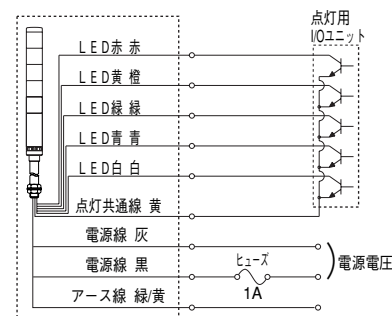 点灯用
I/Oユニット
LED赤 赤
LED黄 橙
LED緑 緑
LED青 青
LED白 白
点灯共通線 黄
電源線 灰
電源線 黒
ヒューズ
1A
電源電圧
アース線 緑/黄